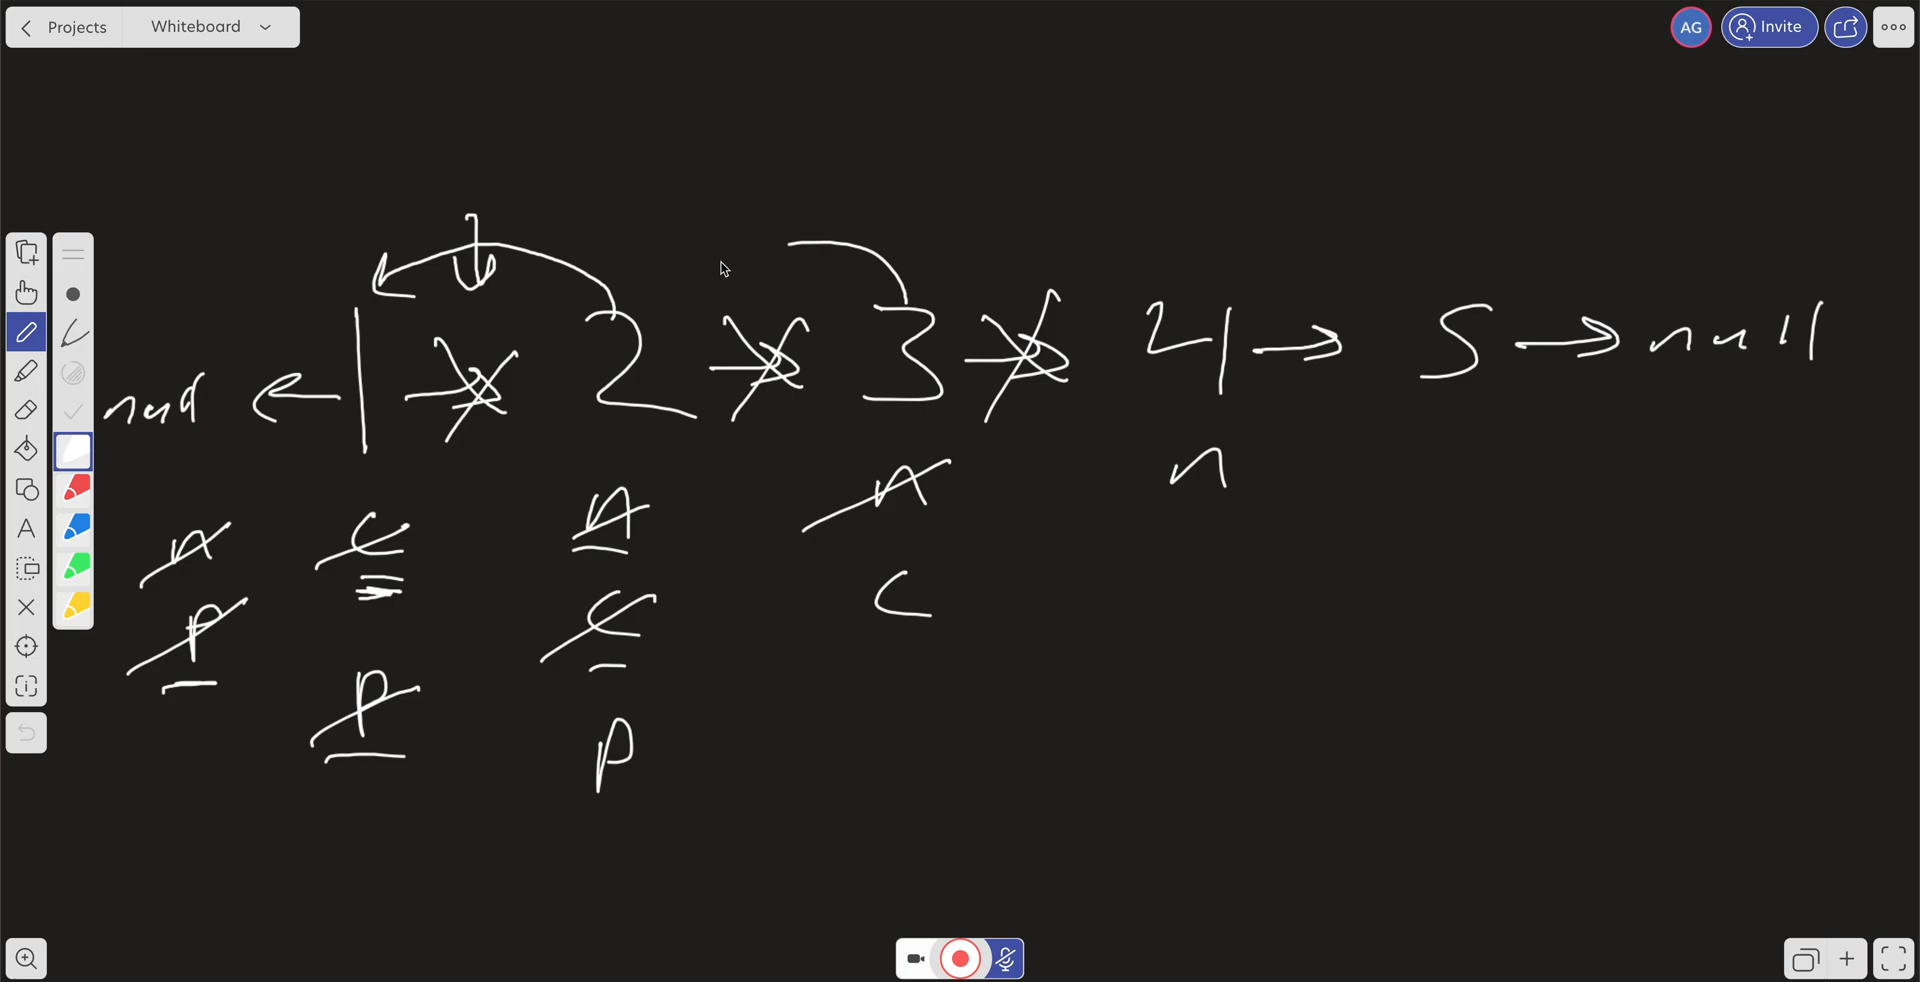 Projects Whiteboard
AG Invite
1 2 3 4 5 null
null
n c n n n
p c c
p p
A